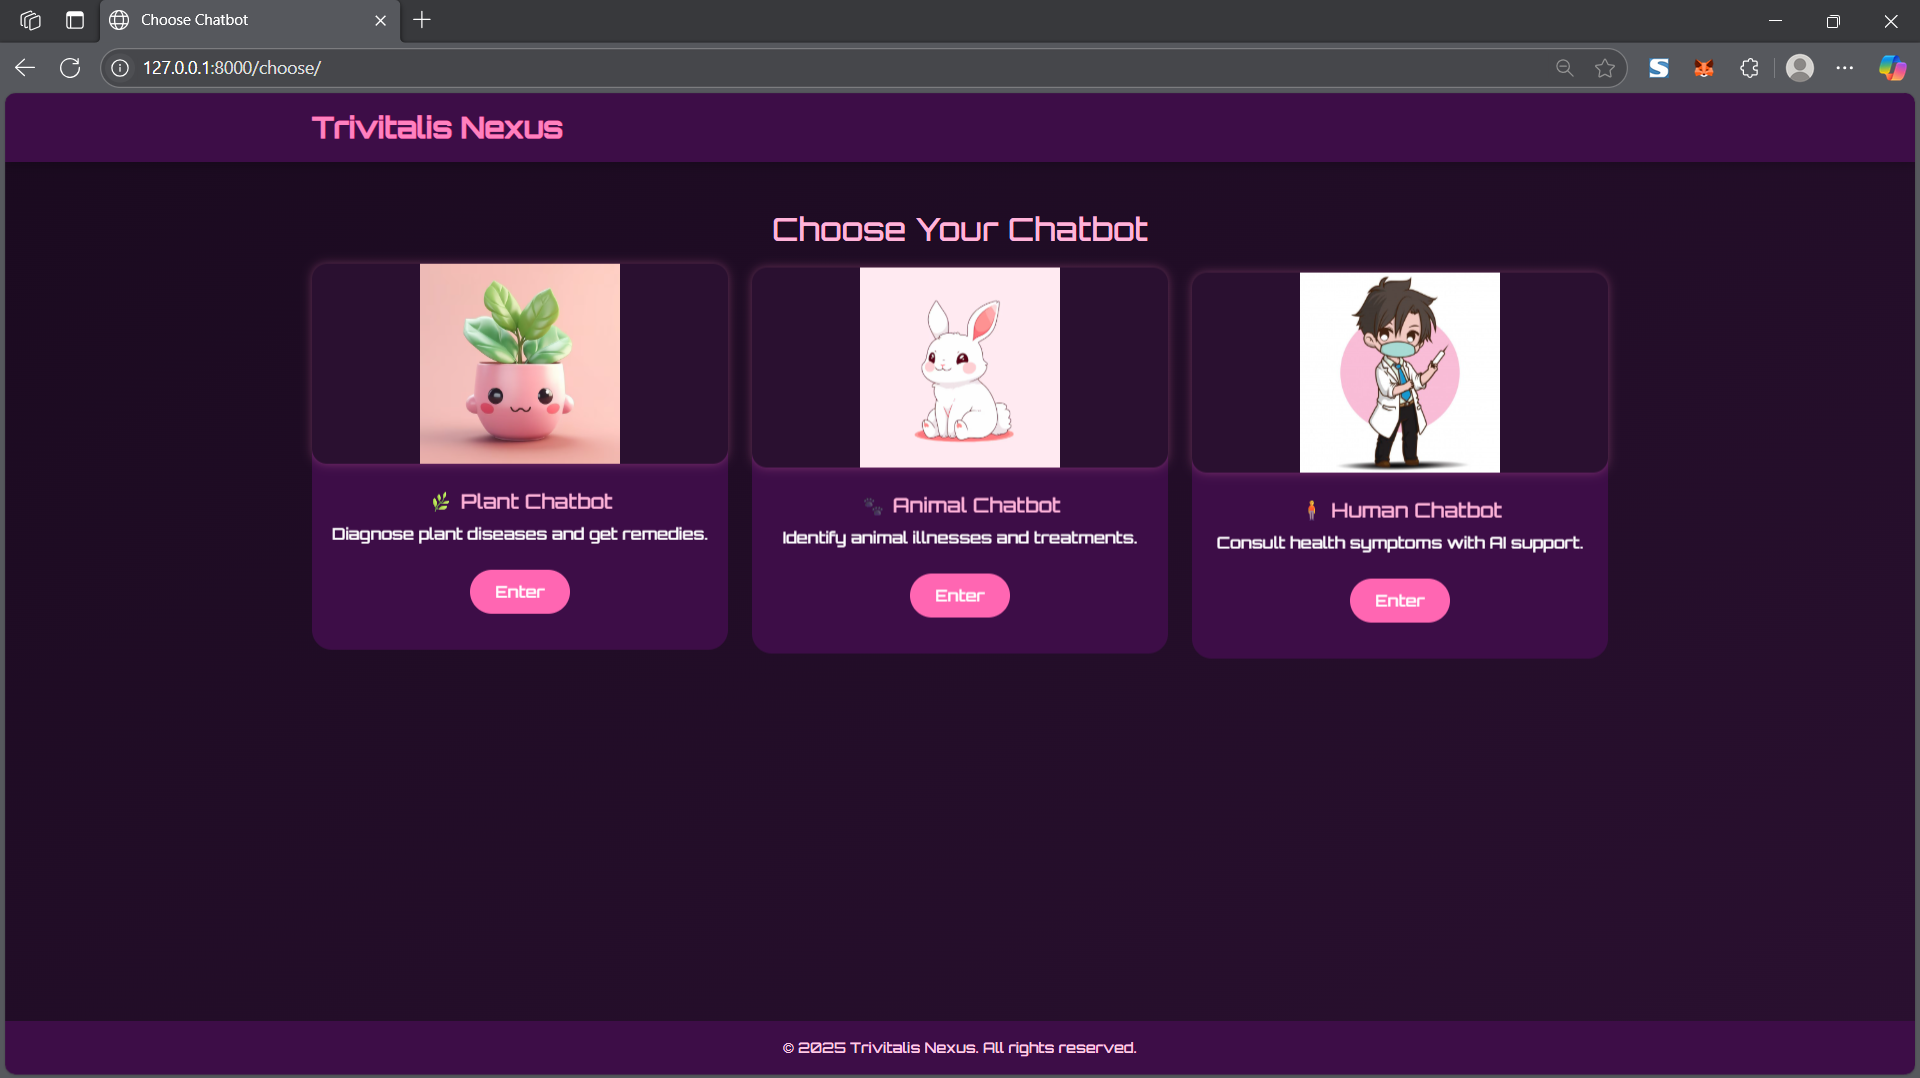 Choose Chatbot
127.0.0.1:8000/choose/
Trivitalis Nexus
Choose Your Chatbot
Plant Chatbot
Diagnose plant diseases and get remedies.
Enter
Animal Chatbot
Identify animal illnesses and treatments.
Enter
Human Chatbot
Consult health symptoms with AI support.
Enter
© 2025 Trivitalis Nexus. All rights reserved.